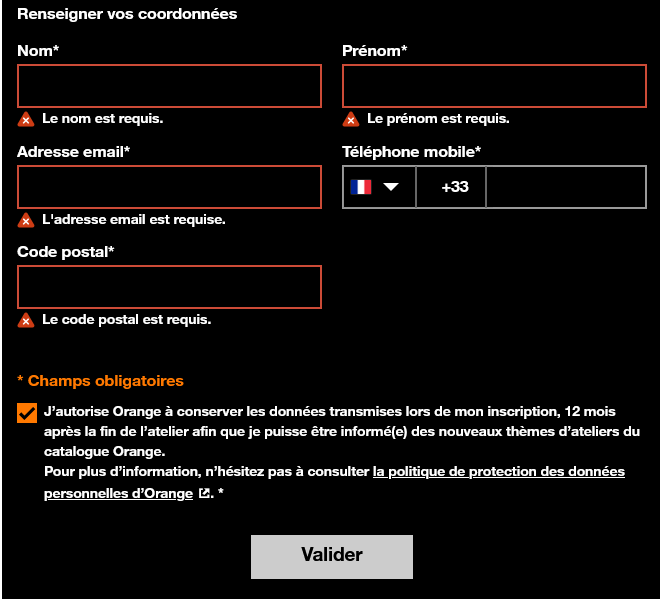 Renseigner vos coordonnées
Nom*
Prénom*
Le nom est requis.
Le prénom est requis.
Adresse email*
Téléphone mobile*
+33
L'adresse email est requise.
Code postal*
Le code postal est requis.
* Champs obligatoires
J’autorise Orange à conserver les données transmises lors de mon inscription, 12 mois
après la fin de l’atelier afin que je puisse être informé(e) des nouveaux thèmes d’ateliers du
catalogue Orange.
Pour plus d’information, n’hésitez pas à consulter la politique de protection des données
personnelles d’Orange . *
Valider